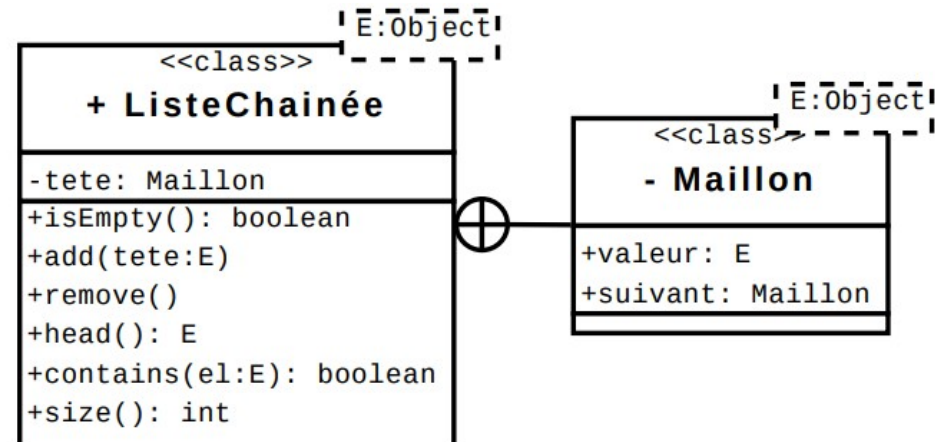 E:Object
<<class>>
+ ListeChainée
-tete: Maillon
+isEmpty(): boolean
+add(tete:E)
+remove()
+head(): E
+contains(el:E): boolean
+size(): int
E:Object
<<class>>
- Maillon
+valeur: E
+suivant: Maillon